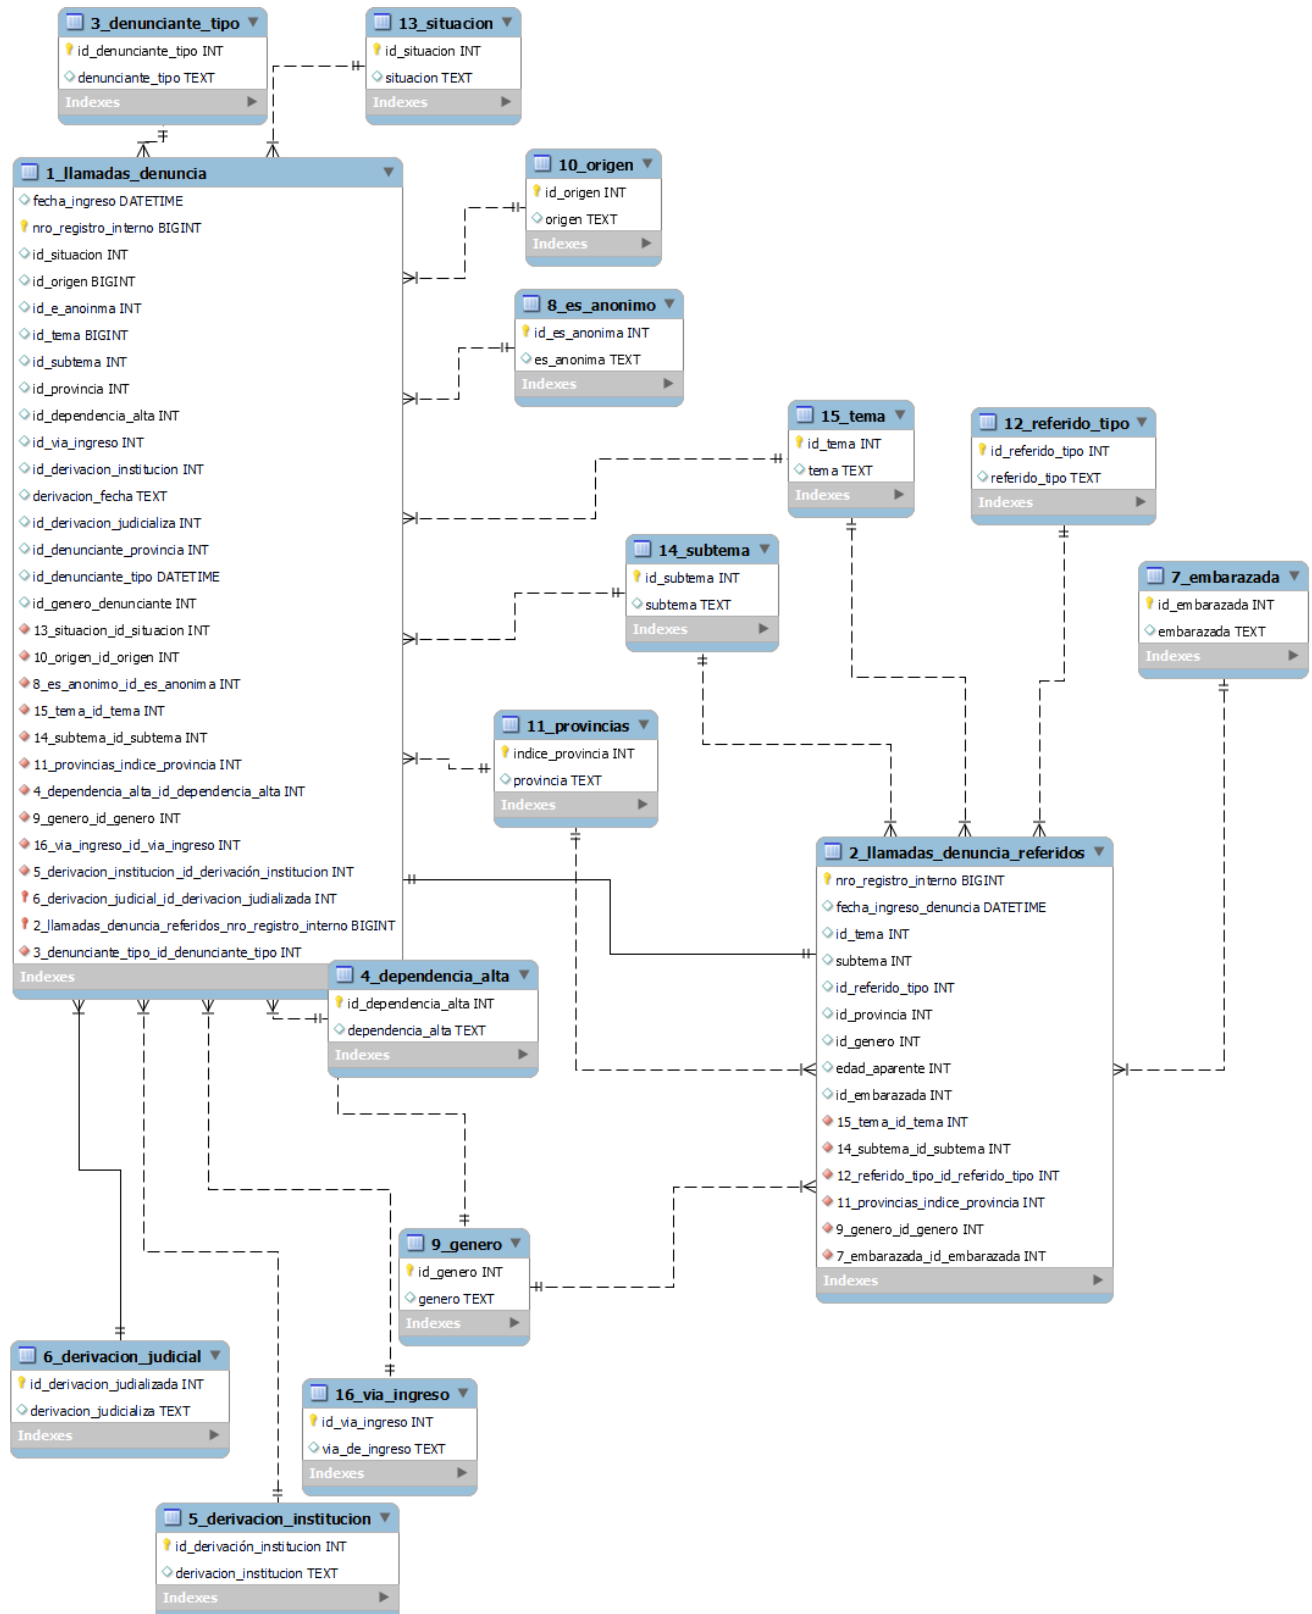 3_denunciante_tipo
id_denunciante_tipo INT
denunciante_tipo TEXT
Indexes
13_situacion
id_situacion INT
situacion TEXT
Indexes
1_llamadas_denuncia
fecha_ingreso DATETIME
nro_registro_interno BIGINT
id_situacion INT
id_origen BIGINT
id_e_anoinma INT
id_tema BIGINT
id_subtema INT
id_provincia INT
id_dependencia_alta INT
id_via_ingreso INT
id_derivacion_institucion INT
derivacion_fecha TEXT
id_derivacion_judicializa INT
id_denunciante_provincia INT
id_denunciante_tipo DATETIME
id_genero_denunciante INT
13_situacion_id_situacion INT
10_origen_id_origen INT
8_es_anonimo_id_es_anonima INT
15_tema_id_tema INT
14_subtema_id_subtema INT
11_provincias_indice_provincia INT
4_dependencia_alta_id_dependencia_alta INT
9_genero_id_genero INT
16_via_ingreso_id_via_ingreso INT
5_derivacion_institucion_id_derivación_institucion INT
6_derivacion_judicial_id_derivacion_judializada INT
2_llamadas_denuncia_referidos_nro_registro_interno BIGINT
3_denunciante_tipo_id_denunciante_tipo INT
Indexes
10_origen
id_origen INT
origen TEXT
Indexes
8_es_anonimo
id_es_anonima INT
es_anonima TEXT
Indexes
15_tema
id_tema INT
tema TEXT
Indexes
12_referido_tipo
id_referido_tipo INT
referido_tipo TEXT
Indexes
14_subtema
id_subtema INT
subtema TEXT
Indexes
7_embarazada
id_embarazada INT
embarazada TEXT
Indexes
11_provincias
indice_provincia INT
provincia TEXT
Indexes
2_llamadas_denuncia_referidos
nro_registro_interno BIGINT
fecha_ingreso_denuncia DATETIME
id_tema INT
subtema INT
id_referido_tipo INT
id_provincia INT
id_genero INT
edad_aparente INT
id_embarazada INT
15_tema_id_tema INT
14_subtema_id_subtema INT
12_referido_tipo_id_referido_tipo INT
11_provincias_indice_provincia INT
9_genero_id_genero INT
7_embarazada_id_embarazada INT
Indexes
4_dependencia_alta
id_dependencia_alta INT
dependencia_alta TEXT
Indexes
9_genero
id_genero INT
genero TEXT
Indexes
6_derivacion_judicial
id_derivacion_judializada INT
derivacion_judicializa TEXT
Indexes
16_via_ingreso
id_via_ingreso INT
via_de_ingreso TEXT
Indexes
5_derivacion_institucion
id_derivación_institucion INT
derivacion_institucion TEXT
Indexes